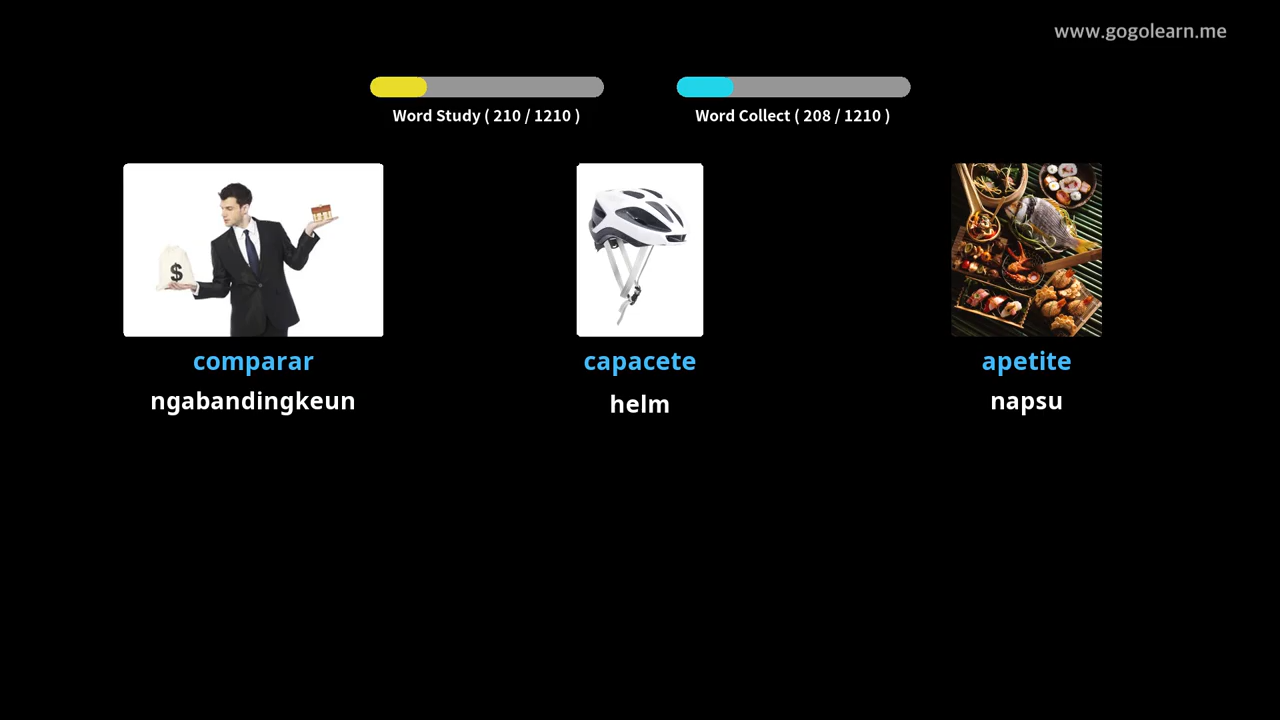 www.gogolearn.me
Word Study ( 210 / 1210 )
Word Collect ( 208 / 1210 )
$
comparar
ngabandingkeun
capacete
helm
apetite
napsu